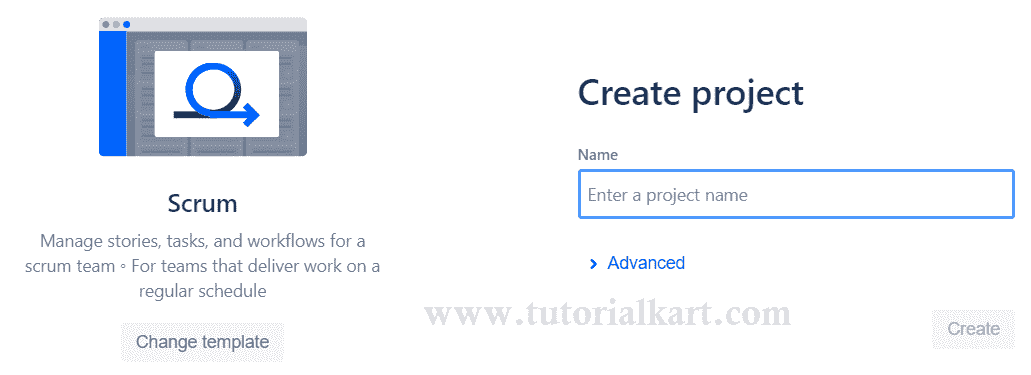 Scrum
Manage stories, tasks, and workflows for a
scrum team • For teams that deliver work on a
regular schedule
Change template
Create project
Name
Enter a project name
Advanced
www.tutorialkart.com
Create